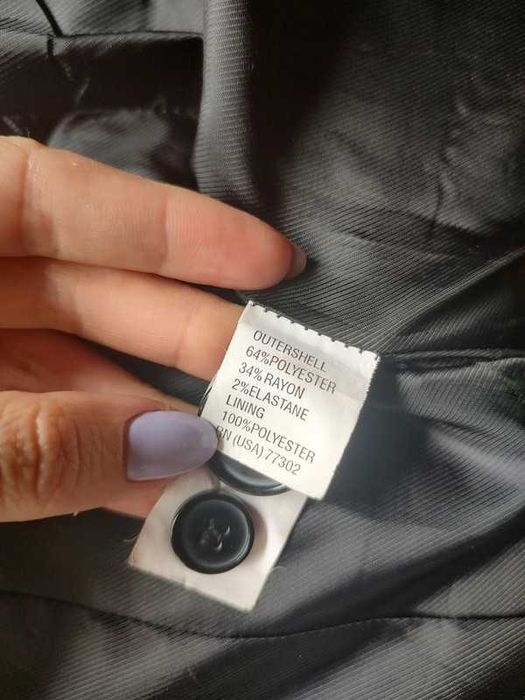 OUTERSHELL
64%POLYESTER
34%RAYON
2%ELASTANE
LINING
100%POLYESTER
RN (USA) 77302